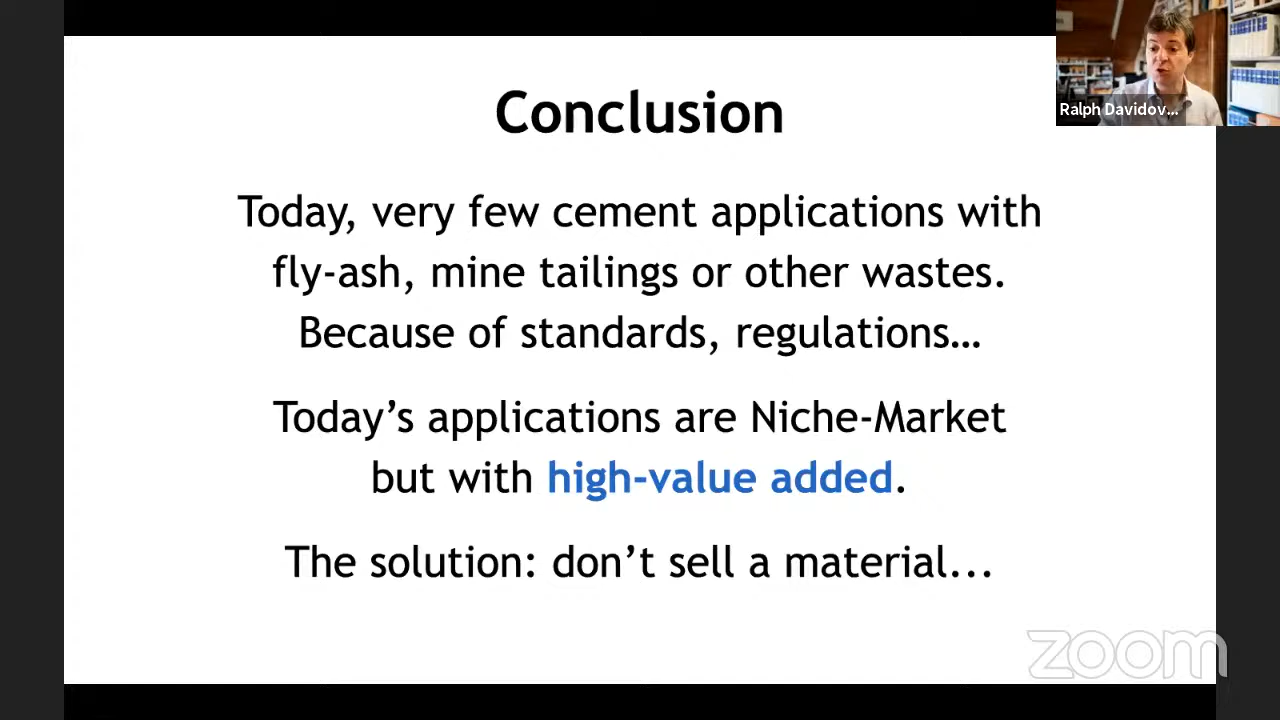 Conclusion
Today, very few cement applications with
fly-ash, mine tailings or other wastes.
Because of standards, regulations…
Today’s applications are Niche-Market
but with high-value added.
The solution: don’t sell a material...
Ralph Davidov...
zoom